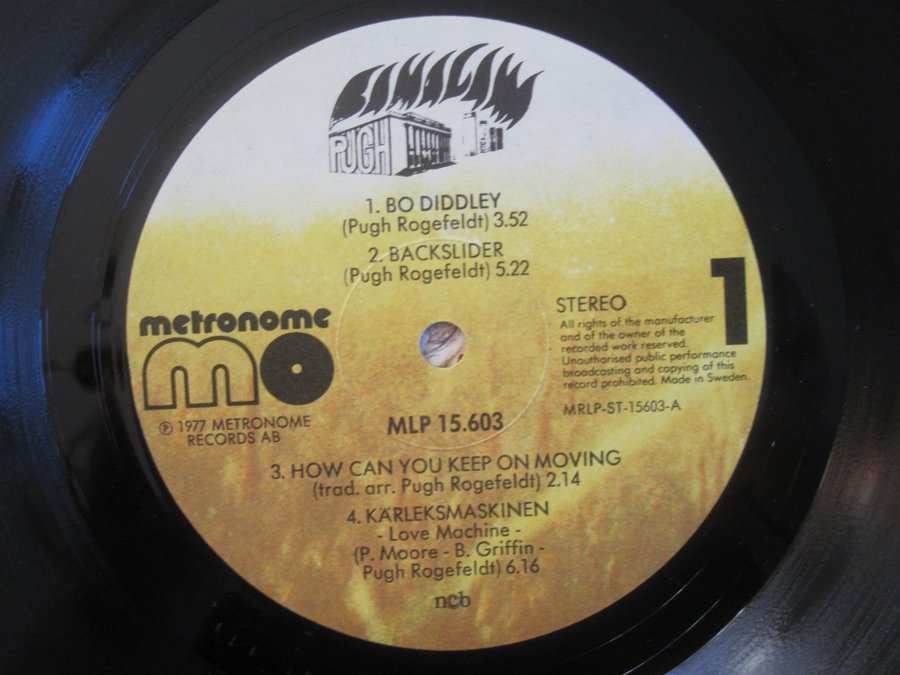 BAMALAM
PUGH
1. BO DIDDLEY
(Pugh Rogefeldt) 3.52
2. BACKSLIDER
(Pugh Rogefeldt) 5.22
metronome
mo
℗ 1977 METRONOME
RECORDS AB
STEREO
1
All rights of the manufacturer
and of the owner of the
recorded work reserved.
Unauthorised public performance
broadcasting and copying of this
record prohibited. Made in Sweden.
MRLP-ST-15603-A
MLP 15.603
3. HOW CAN YOU KEEP ON MOVING
(trad. arr. Pugh Rogefeldt) 2.14
4. KÄRLEKSMASKINEN
- Love Machine -
(P. Moore - B. Griffin -
Pugh Rogefeldt) 6.16
ncb